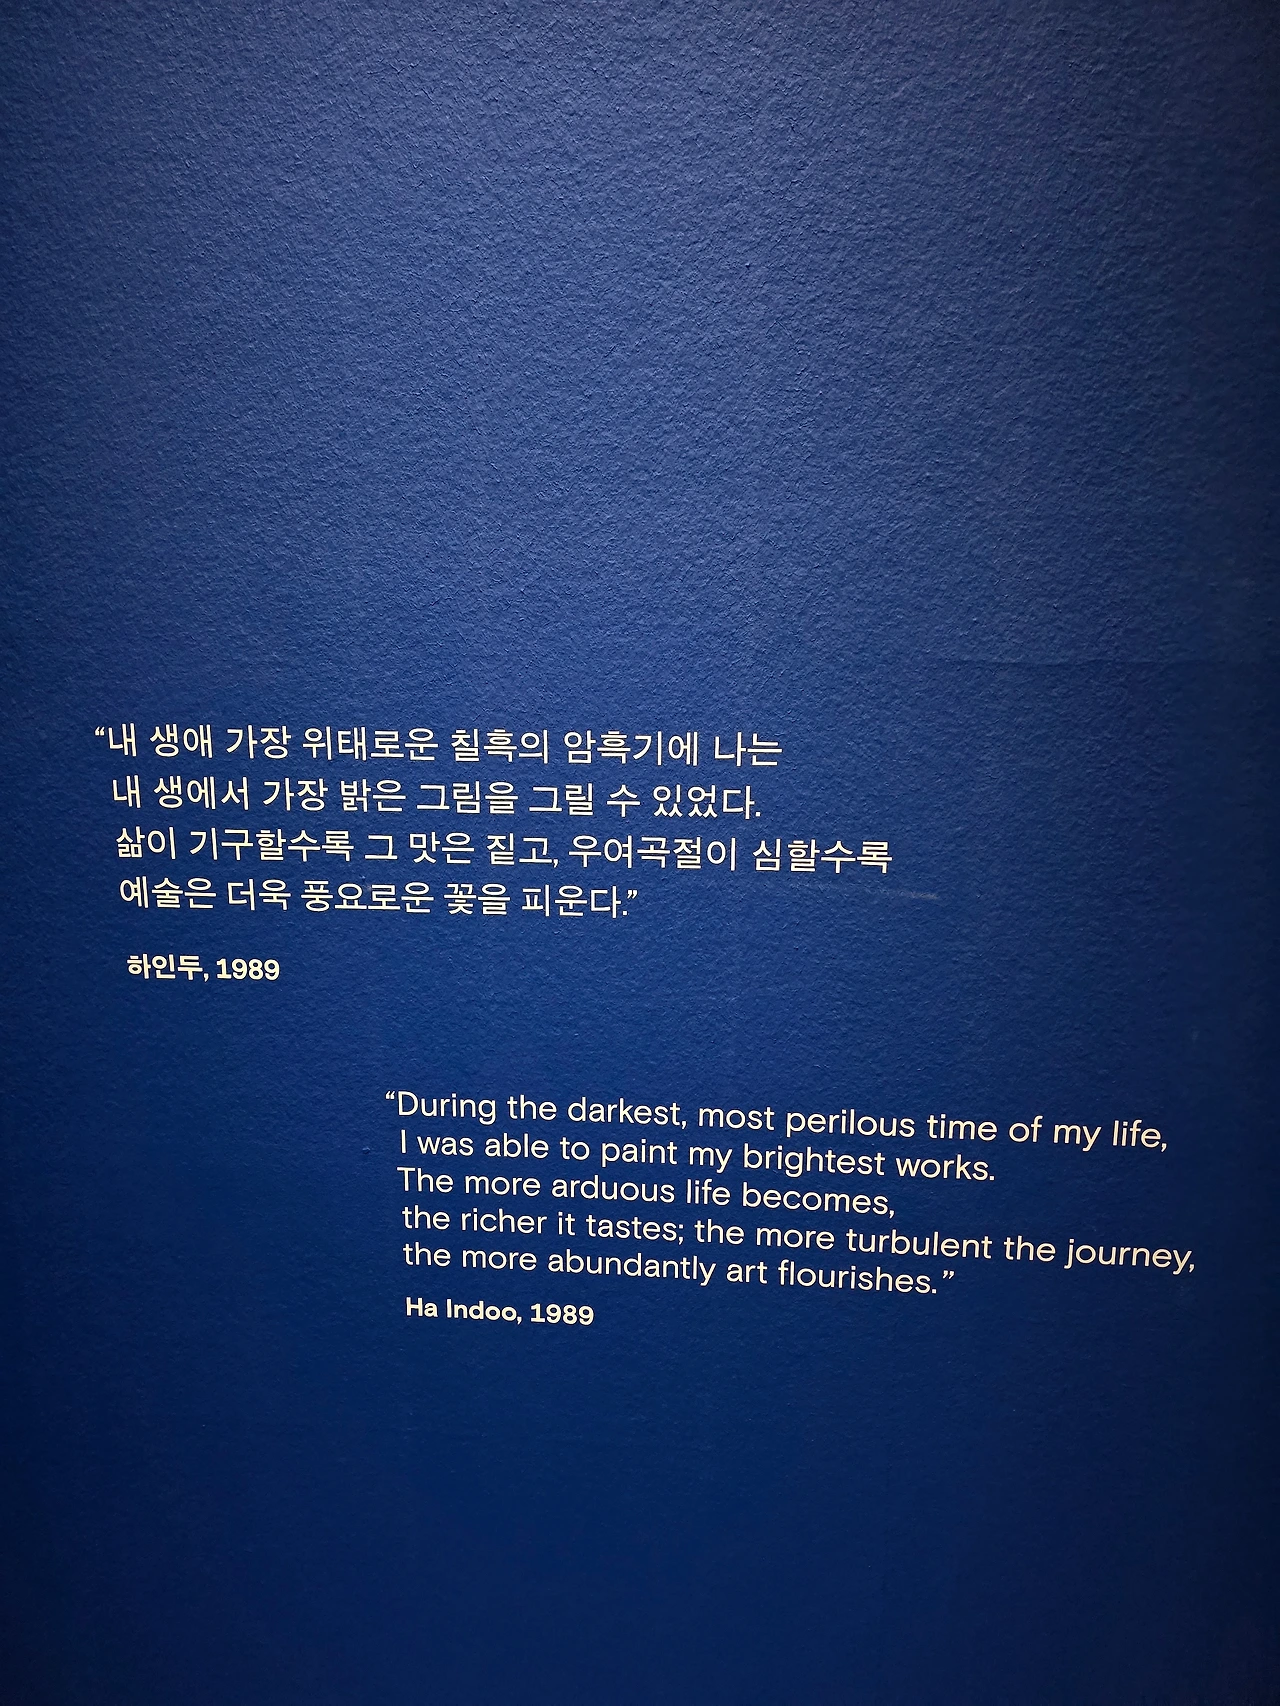 “내 생애 가장 위태로운 칠흑의 암흑기에 나는
내 생에서 가장 밝은 그림을 그릴 수 있었다.
삶이 기구할수록 그 맛은 짙고, 우여곡절이 심할수록
예술은 더욱 풍요로운 꽃을 피운다.”
하인두, 1989
“During the darkest, most perilous time of my life,
I was able to paint my brightest works.
The more arduous life becomes,
the richer it tastes; the more turbulent the journey,
the more abundantly art flourishes.”
Ha Indoo, 1989